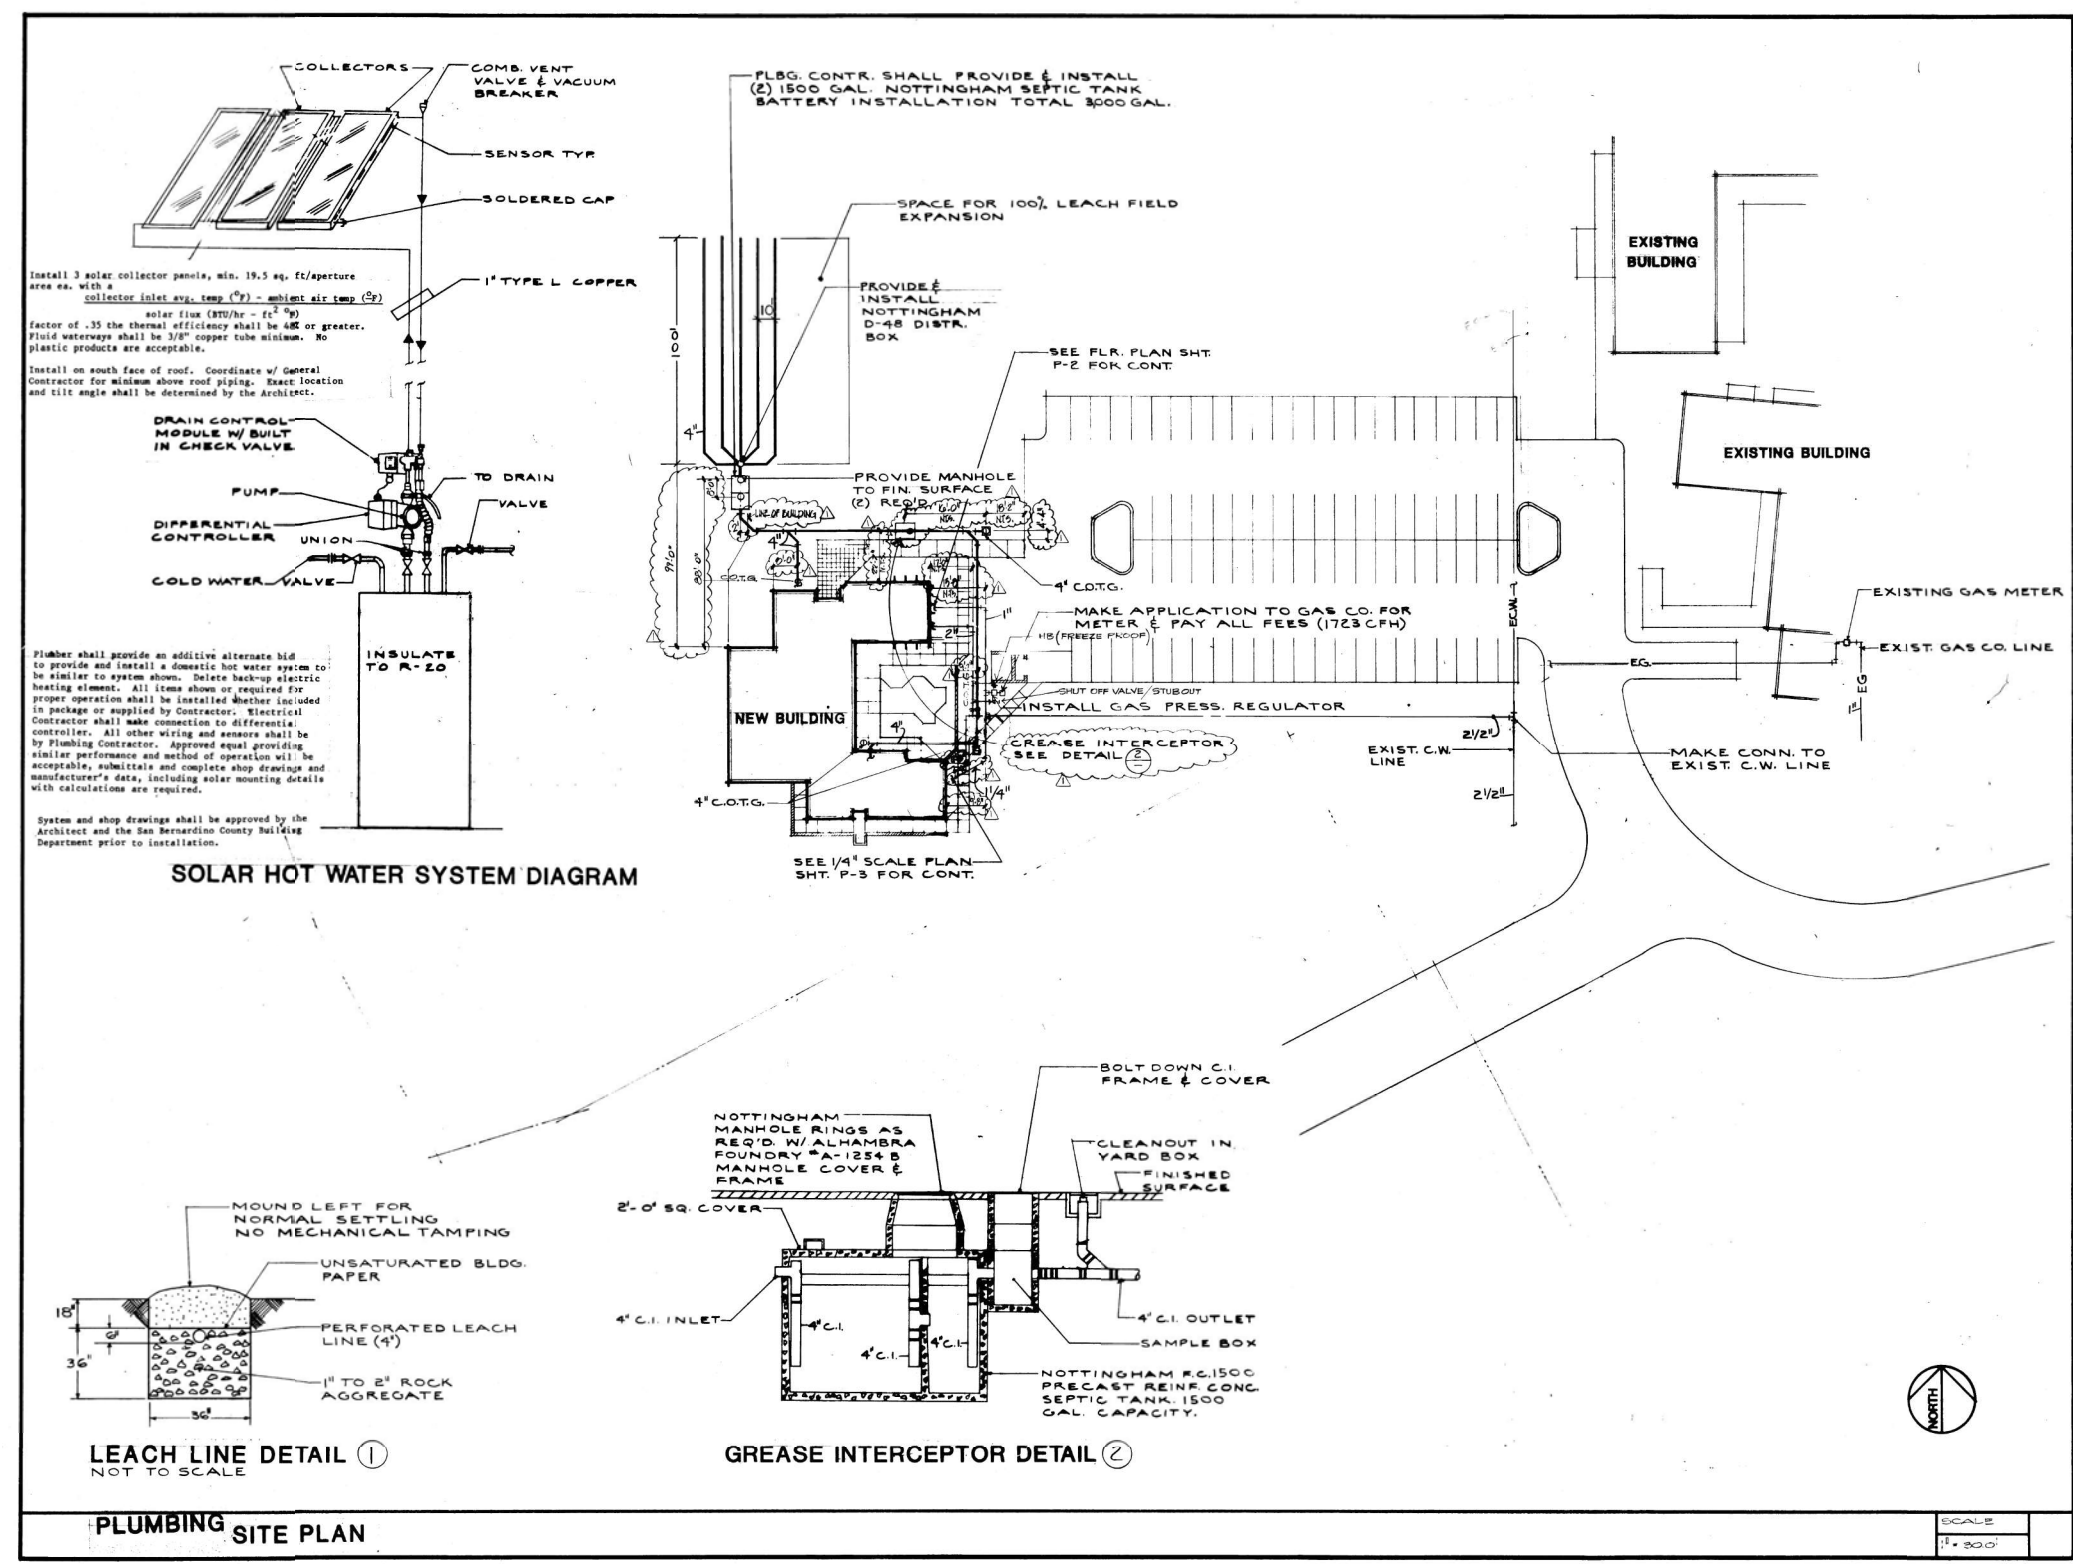 COLLECTORS
COMB. VENT
VALVE & VACUUM
BREAKER
SENSOR TYP.
SOLDERED CAP
1" TYPE L COPPER
Install 3 solar collector panels, min. 19.5 sq. ft/aperture
area ea. with a
collector inlet avg. temp (°F) - ambient air temp (°F)
solar flux (BTU/hr - ft² °F)
factor of .35 the thermal efficiency shall be 48% or greater.
Fluid waterways shall be 3/8" copper tube minimum. No
plastic products are acceptable.
Install on south face of roof. Coordinate w/ General
Contractor for minimum above roof piping. Exact location
and tilt angle shall be determined by the Architect.
DRAIN CONTROL
MODULE W/ BUILT
IN CHECK VALVE
PUMP
DIFFERENTIAL
CONTROLLER
UNION
COLD WATER
VALVE
TO DRAIN
VALVE
INSULATE
TO R-20
Plumber shall provide an additive alternate bid
to provide and install a domestic hot water system to
be similar to system shown. Delete back-up electric
heating element. All items shown or required for
proper operation shall be installed whether included
in package or supplied by Contractor. Electrical
Contractor shall make connection to differential
controller. All other wiring and sensors shall be
by Plumbing Contractor. Approved equal providing
similar performance and method of operation will be
acceptable, submittals and complete shop drawings and
manufacturer's data, including solar mounting details
with calculations are required.
System and shop drawings shall be approved by the
Architect and the San Bernardino County Building
Department prior to installation.
SOLAR HOT WATER SYSTEM DIAGRAM
PLBG. CONTR. SHALL PROVIDE & INSTALL
(2) 1500 GAL. NOTTINGHAM SEPTIC TANK
BATTERY INSTALLATION TOTAL 3,000 GAL.
SPACE FOR 100% LEACH FIELD
EXPANSION
PROVIDE &
INSTALL
NOTTINGHAM
D-48 DISTR.
BOX
10'
100'
4"
SEE FLR. PLAN SHT.
P-2 FOR CONT.
PROVIDE MANHOLE
TO FIN. SURFACE
(2) REQ'D
LINE OF BUILDING
16'-0"
N.T.S.
18'-2"
N.T.S.
4"
C.O.T.G.
99'-0"
88'-0"
4" C.O.T.G.
MAKE APPLICATION TO GAS CO. FOR
METER & PAY ALL FEES (1723 CFH)
HB (FREEZE PROOF)
1"
2"
SHUT OFF VALVE / STUBOUT
INSTALL GAS PRESS. REGULATOR
NEW BUILDING
4"
GREASE INTERCEPTOR
SEE DETAIL 2
4" C.O.T.G.
1 1/4"
SEE 1/4" SCALE PLAN
SHT. P-3 FOR CONT.
E.C.W.
EXISTING
BUILDING
EXISTING BUILDING
EXISTING GAS METER
EXIST. GAS CO. LINE
E.G.
1" EG
2 1/2"
EXIST. C.W.
LINE
MAKE CONN. TO
EXIST. C.W. LINE
2 1/2"
MOUND LEFT FOR
NORMAL SETTLING
NO MECHANICAL TAMPING
UNSATURATED BLDG.
PAPER
18"
6"
36"
PERFORATED LEACH
LINE (4")
1" TO 2" ROCK
AGGREGATE
36"
LEACH LINE DETAIL 1
NOT TO SCALE
BOLT DOWN C.I.
FRAME & COVER
NOTTINGHAM
MANHOLE RINGS AS
REQ'D. W/ ALHAMBRA
FOUNDRY #A-1254 B
MANHOLE COVER &
FRAME
CLEANOUT IN
YARD BOX
FINISHED
SURFACE
2'-0" SQ. COVER
4" C.I. INLET
4" C.I.
4" C.I.
4" C.I.
4" C.I. OUTLET
SAMPLE BOX
NOTTINGHAM F.C. 1500
PRECAST REINF. CONC.
SEPTIC TANK. 1500
GAL. CAPACITY.
GREASE INTERCEPTOR DETAIL 2
NORTH
PLUMBING SITE PLAN
SCALE
1" = 30.0'